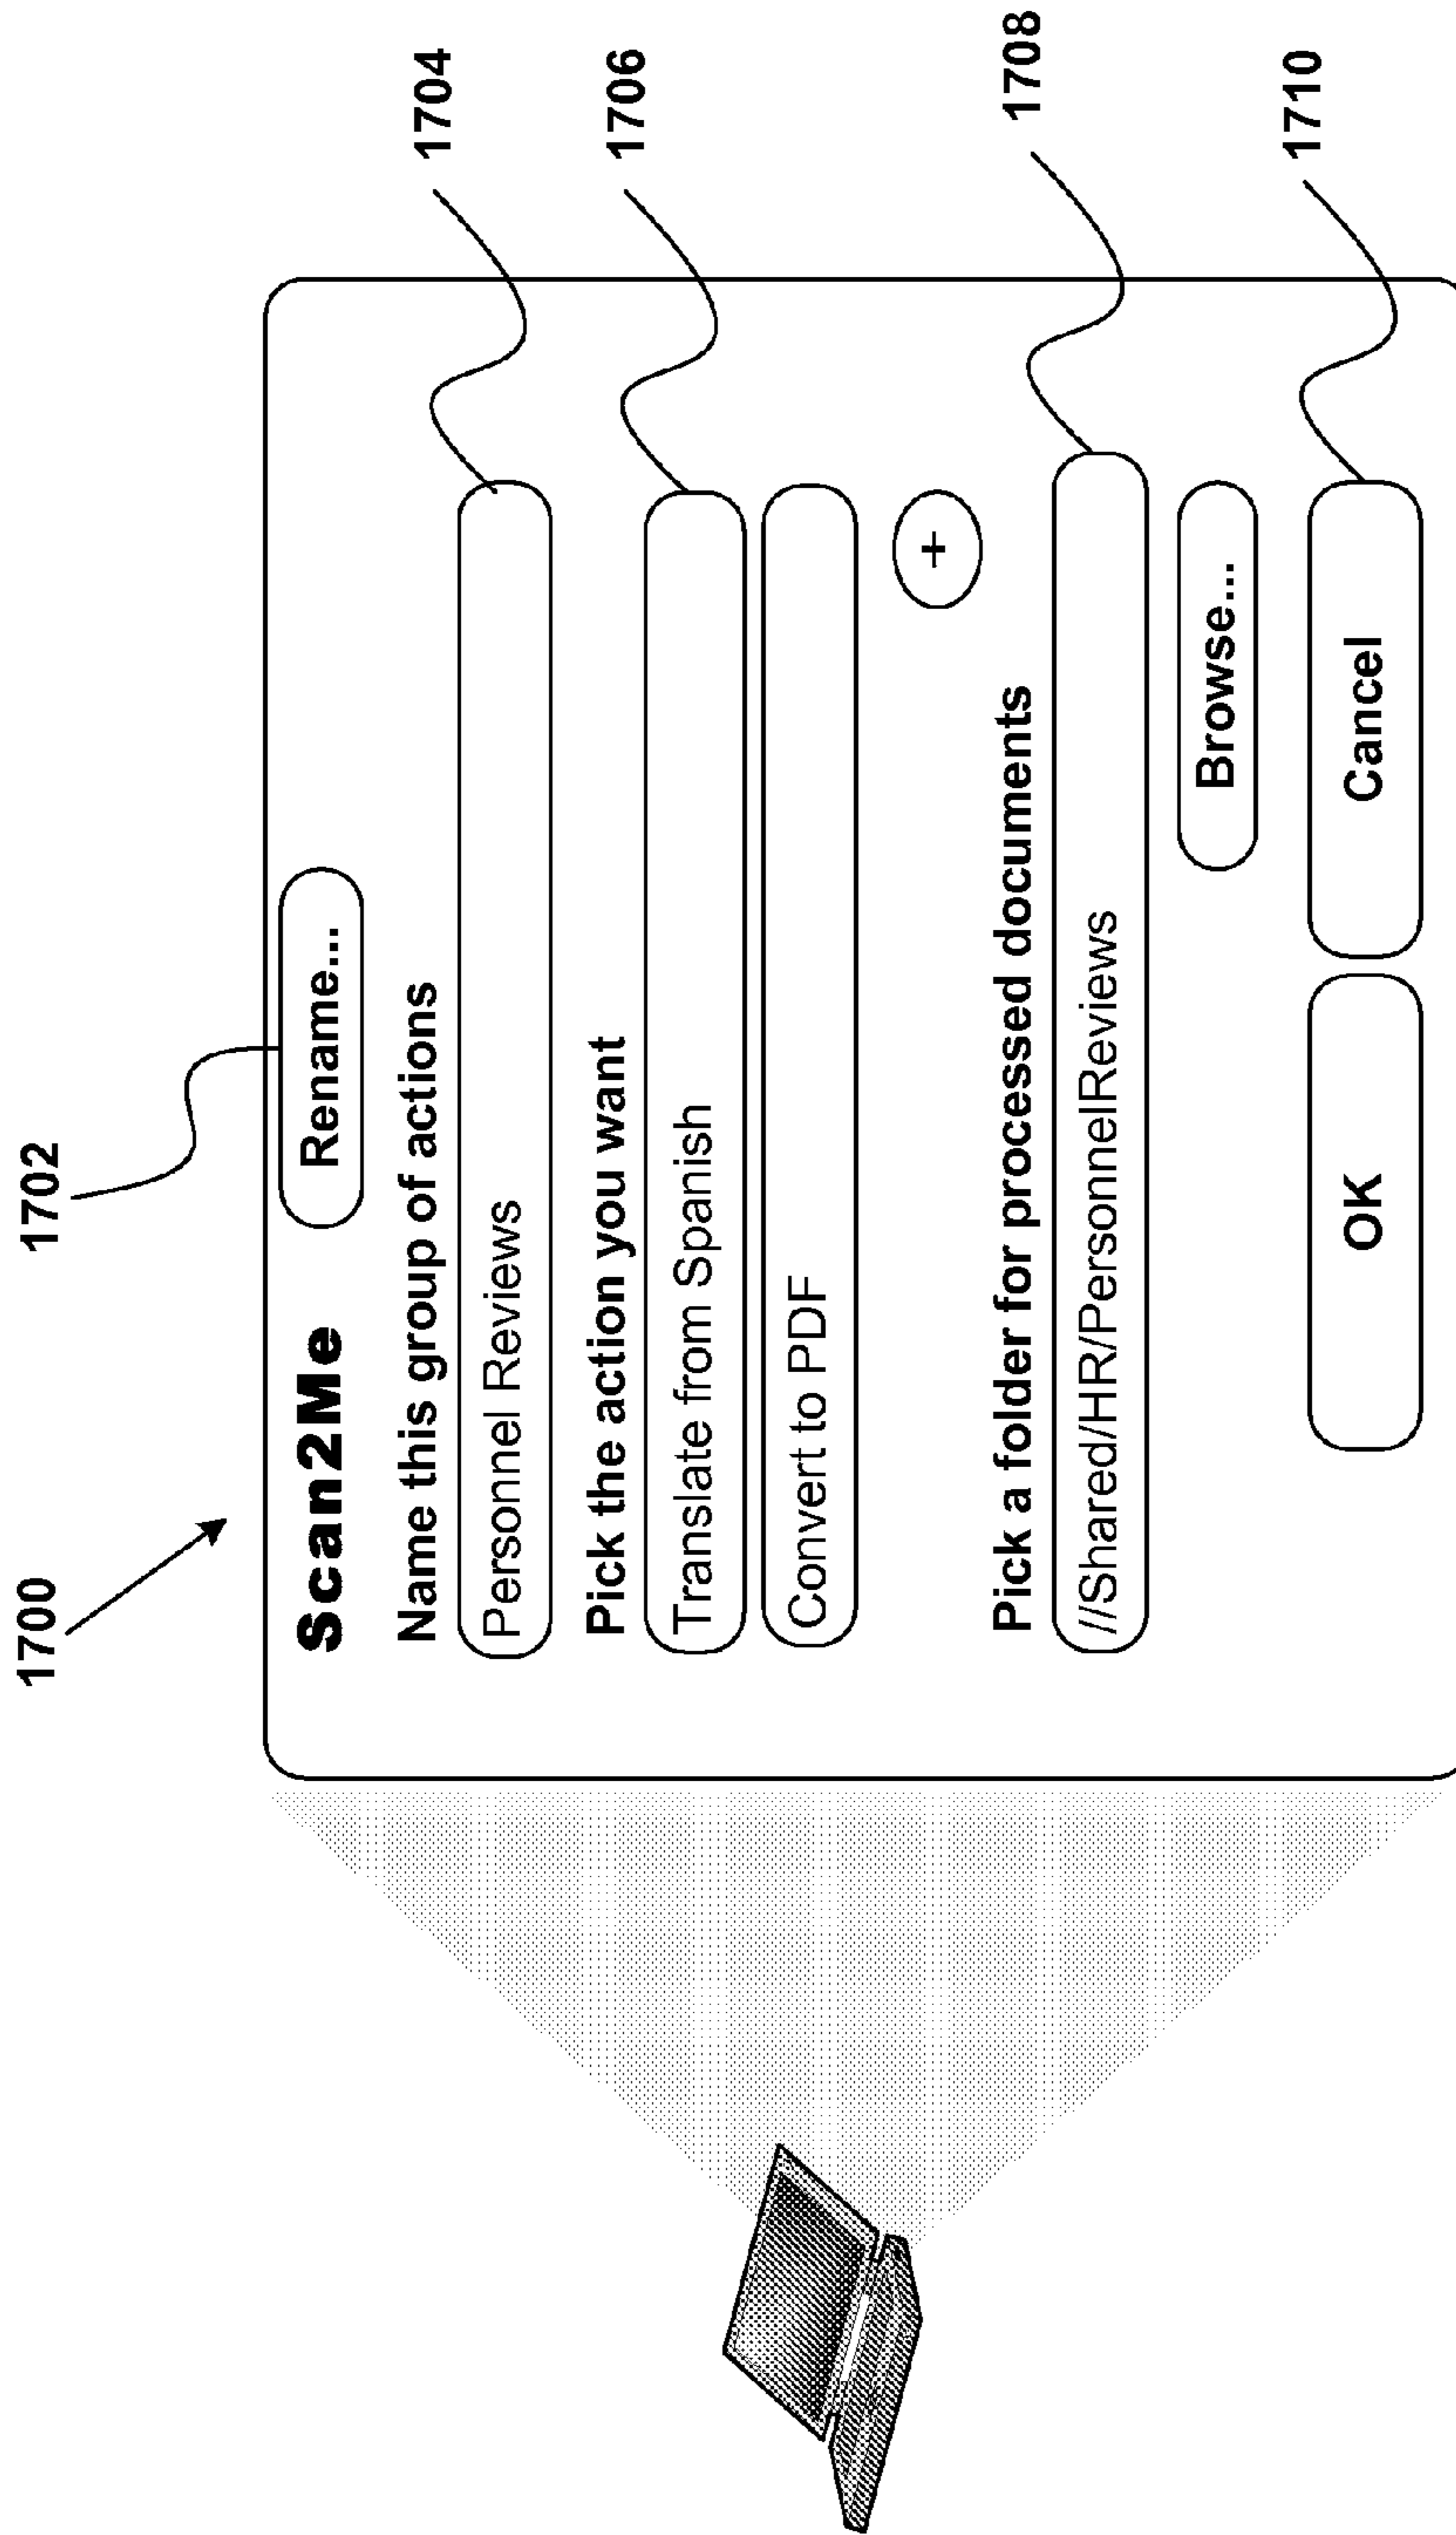 1700
1702
Scan2Me Rename...
Name this group of actions
1704
Personnel Reviews
Pick the action you want
1706
Translate from Spanish
Convert to PDF
+
Pick a folder for processed documents
1708
//Shared/HR/PersonnelReviews
Browse...
1710
OK Cancel